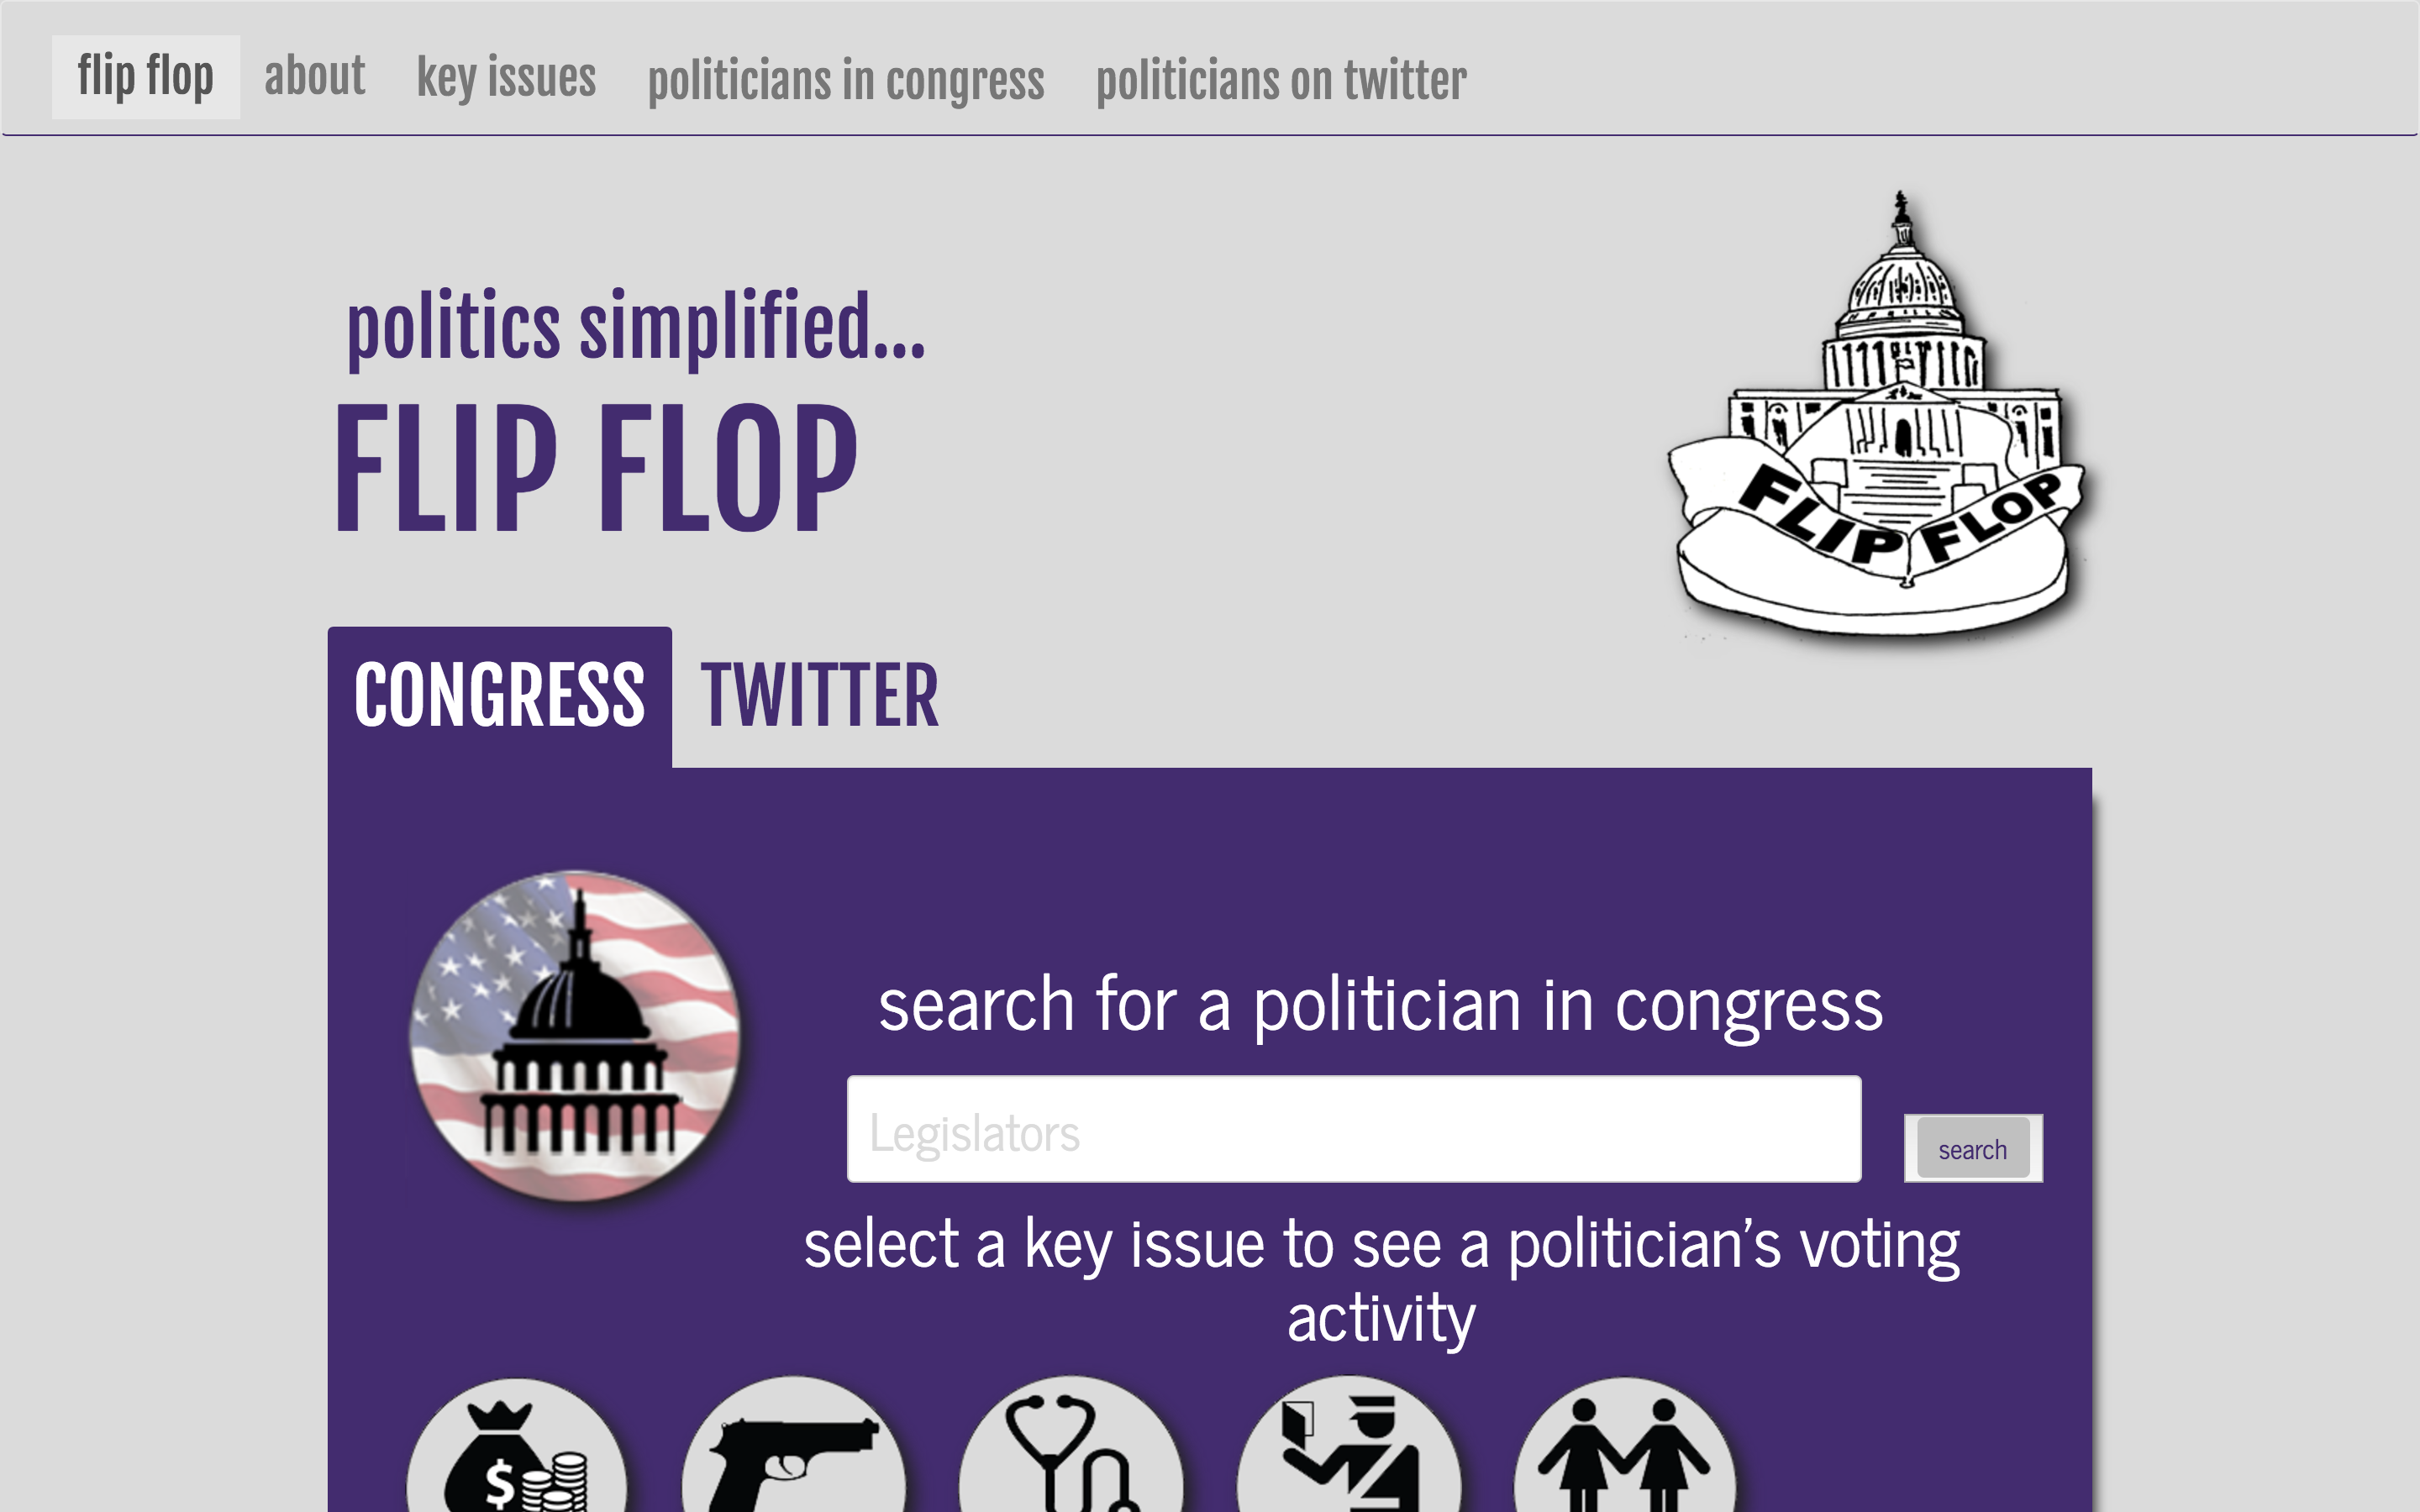 flip flop about key issues politicians in congress politicians on twitter
politics simplified...
FLIP FLOP
FLIP FLOP
CONGRESS TWITTER
search for a politician in congress
Legislators
search
select a key issue to see a politician's voting
activity
$